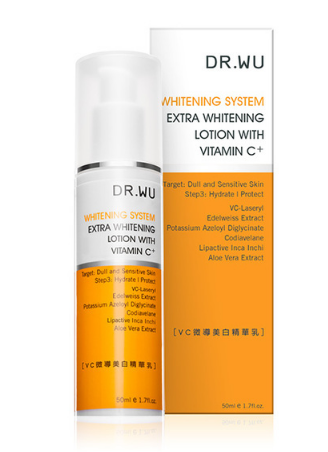 DR.WU
WHITENING SYSTEM
EXTRA WHITENING
LOTION WITH
VITAMIN C+
Target: Dull and Sensitive Skin
Step3: Hydrate I Protect
VC-Laseryl
Edelweiss Extract
Potassium Azeloyl Diglycinate
Codiavelane
Lipactive Inca Inchi
Aloe Vera Extract
[VC微導美白精華乳]
50ml e 1.7fl.oz.
DR.WU
WHITENING SYSTEM
EXTRA WHITENING
LOTION WITH
VITAMIN C+
Target: Dull and Sensitive Skin
Step3: Hydrate I Protect
VC-Laseryl
Edelweiss Extract
Potassium Azeloyl Diglycinate
Codiavelane
Lipactive Inca Inchi
Aloe Vera Extract
[VC微導美白精華乳]
50ml e 1.7fl.oz.